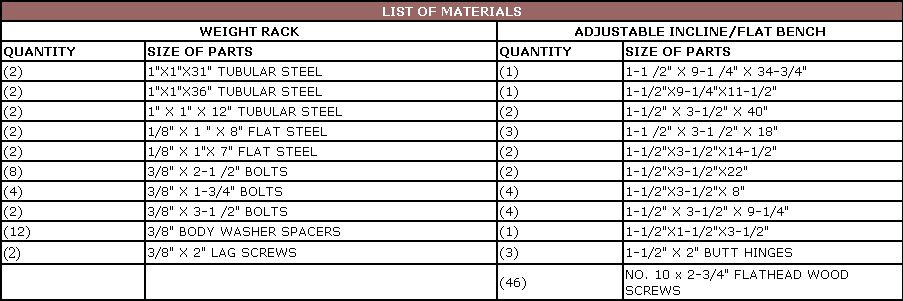 LIST OF MATERIALS
WEIGHT RACK ADJUSTABLE INCLINE/FLAT BENCH
QUANTITY SIZE OF PARTS QUANTITY SIZE OF PARTS
(2) 1"X1"X31" TUBULAR STEEL (1) 1-1 /2" X 9-1 /4" X 34-3/4"
(2) 1"X1"X36" TUBULAR STEEL (1) 1-1/2"X9-1/4"X11-1/2"
(2) 1" X 1" X 12" TUBULAR STEEL (2) 1-1/2" X 3-1/2" X 40"
(2) 1/8" X 1 " X 8" FLAT STEEL (3) 1-1 /2" X 3-1 /2" X 18"
(2) 1/8" X 1"X 7" FLAT STEEL (2) 1-1/2"X3-1/2"X14-1/2"
(8) 3/8" X 2-1 /2" BOLTS (2) 1-1/2"X3-1/2"X22"
(4) 3/8" X 1-3/4" BOLTS (4) 1-1/2"X3-1/2"X 8"
(2) 3/8" X 3-1 /2" BOLTS (4) 1-1/2" X 3-1/2" X 9-1/4"
(12) 3/8" BODY WASHER SPACERS (1) 1-1/2"X1-1/2"X3-1/2"
(2) 3/8" X 2" LAG SCREWS (3) 1-1/2" X 2" BUTT HINGES
(46) NO. 10 x 2-3/4" FLATHEAD WOOD
SCREWS